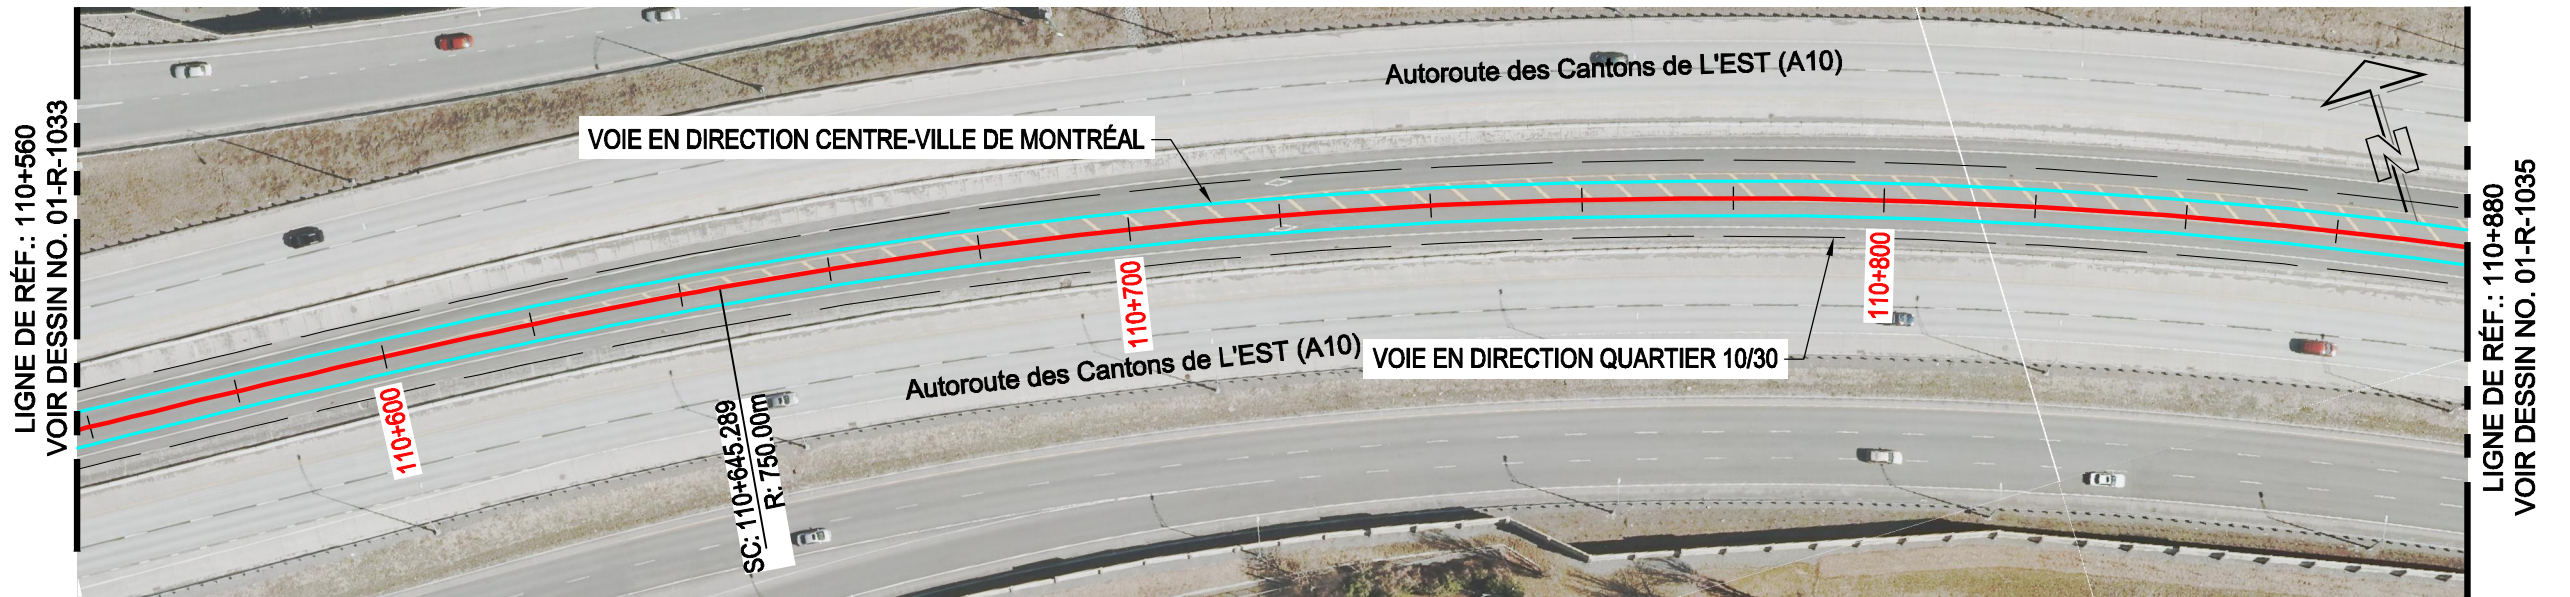 LIGNE DE RÉF.: 110+560
VOIR DESSIN NO. 01-R-1033
Autoroute des Cantons de L'EST (A10)
VOIE EN DIRECTION CENTRE-VILLE DE MONTRÉAL
N
110+600
SC: 110+645.289
R: 750.00m
110+700
110+800
Autoroute des Cantons de L'EST (A10)
VOIE EN DIRECTION QUARTIER 10/30
LIGNE DE RÉF.: 110+880
VOIR DESSIN NO. 01-R-1035